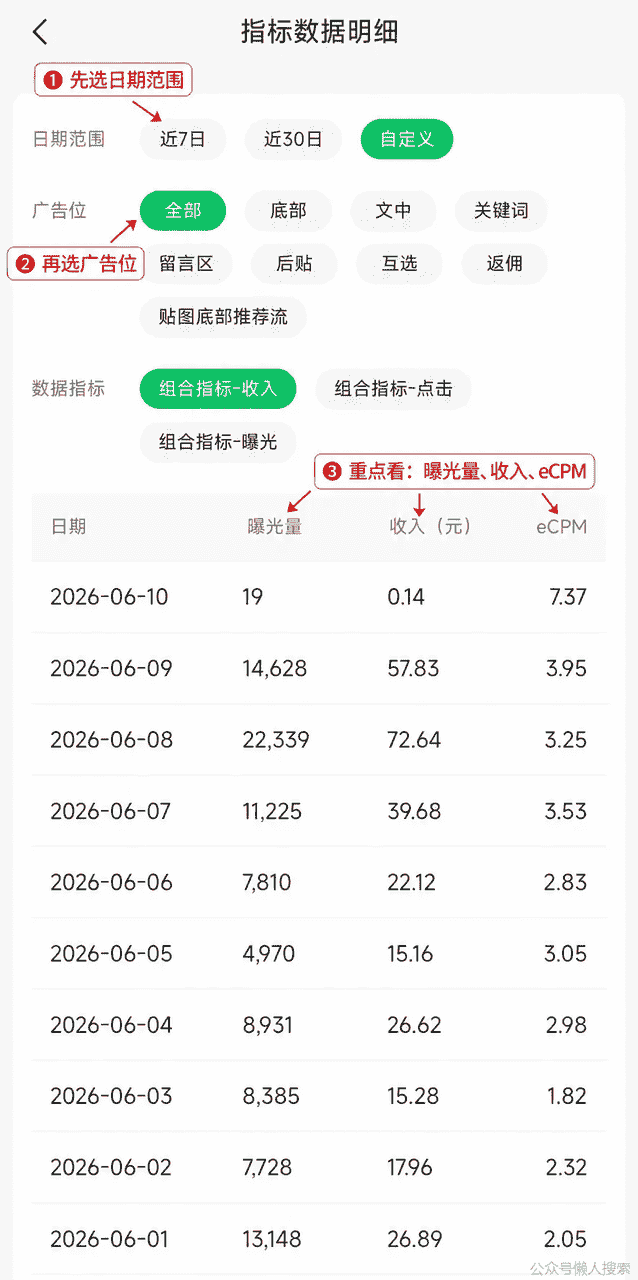 指标数据明细
1 先选日期范围
日期范围 近7日 近30日 自定义
广告位 全部 底部 文中 关键词
2 再选广告位 留言区 后贴 互选 返佣
贴图底部推荐流
数据指标 组合指标-收入 组合指标-点击
组合指标-曝光
3 重点看：曝光量、收入、eCPM
日期 曝光量 收入（元） eCPM
2026-06-10 19 0.14 7.37
2026-06-09 14,628 57.83 3.95
2026-06-08 22,339 72.64 3.25
2026-06-07 11,225 39.68 3.53
2026-06-06 7,810 22.12 2.83
2026-06-05 4,970 15.16 3.05
2026-06-04 8,931 26.62 2.98
2026-06-03 8,385 15.28 1.82
2026-06-02 7,728 17.96 2.32
2026-06-01 13,148 26.89 2.05
公众号懒人搜索